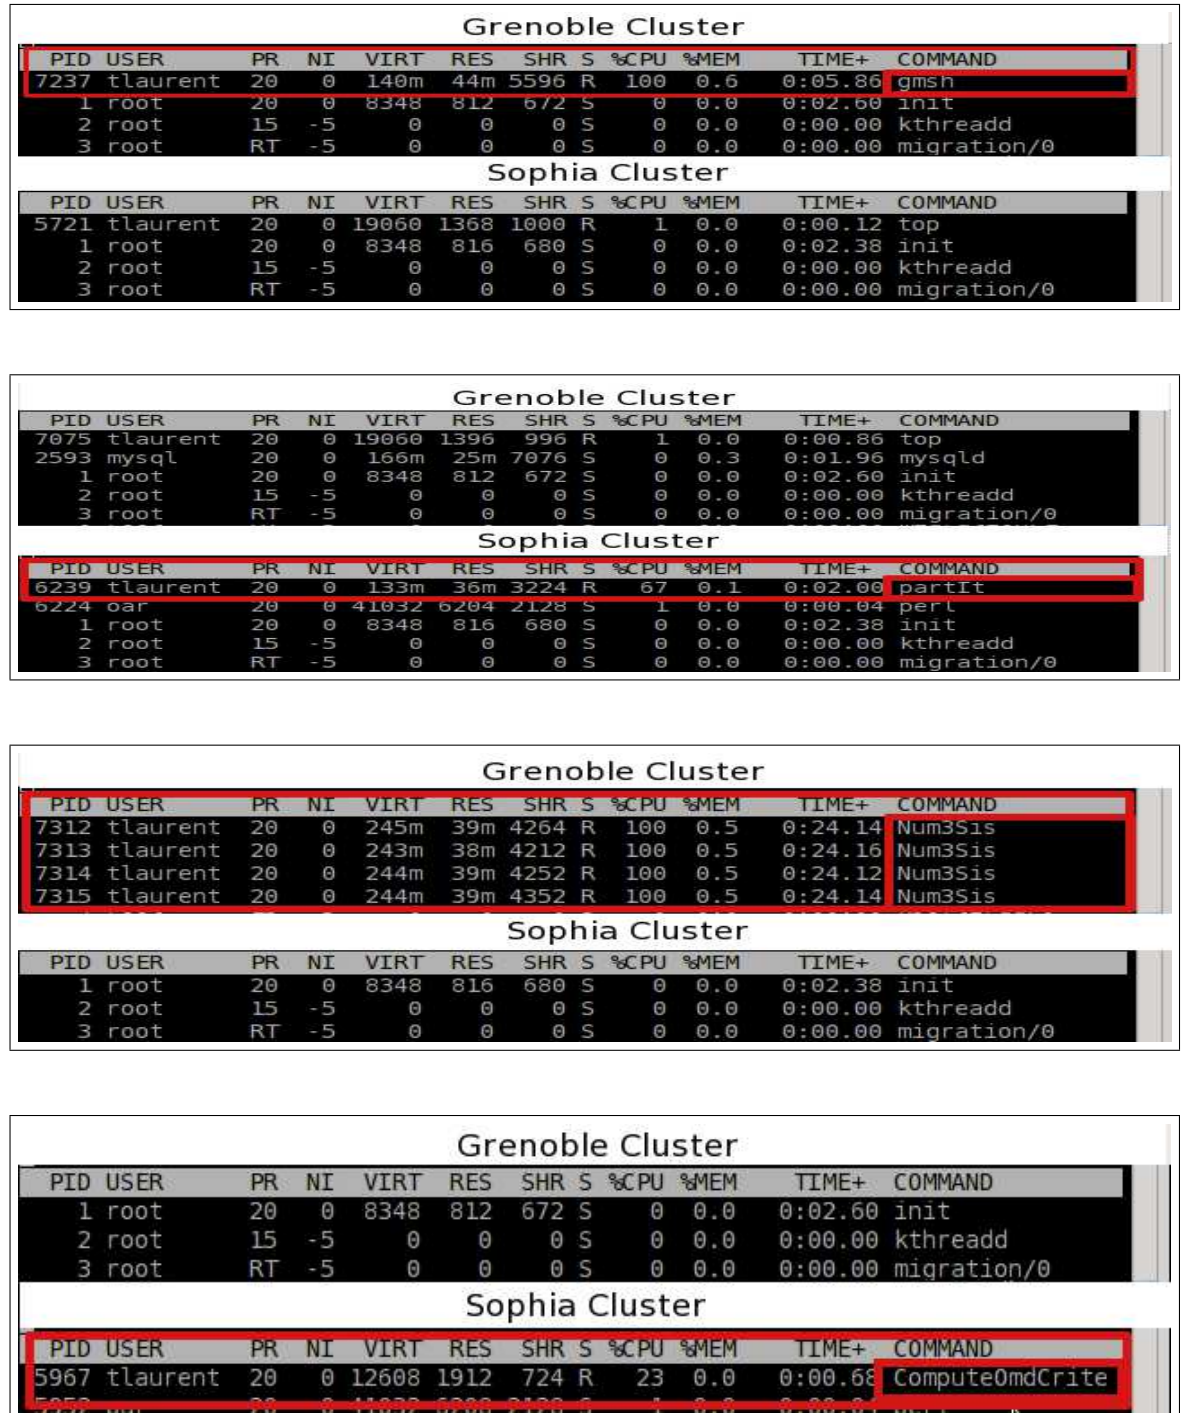 Grenoble Cluster
PID USER PR NI VIRT RES SHR S %CPU %MEM TIME+ COMMAND
7237 tlaurent 20 0 140m 44m 5596 R 100 0.6 0:05.86 gmsh
1 root 20 0 8348 812 672 S 0 0.0 0:02.60 init
2 root 15 -5 0 0 0 S 0 0.0 0:00.00 kthreadd
3 root RT -5 0 0 0 S 0 0.0 0:00.00 migration/0
Sophia Cluster
PID USER PR NI VIRT RES SHR S %CPU %MEM TIME+ COMMAND
5721 tlaurent 20 0 19060 1368 1000 R 1 0.0 0:00.12 top
1 root 20 0 8348 816 680 S 0 0.0 0:02.38 init
2 root 15 -5 0 0 0 S 0 0.0 0:00.00 kthreadd
3 root RT -5 0 0 0 S 0 0.0 0:00.00 migration/0
Grenoble Cluster
PID USER PR NI VIRT RES SHR S %CPU %MEM TIME+ COMMAND
7075 tlaurent 20 0 19060 1396 996 R 1 0.0 0:00.86 top
2593 mysql 20 0 166m 25m 7076 S 0 0.3 0:01.96 mysqld
1 root 20 0 8348 812 672 S 0 0.0 0:02.60 init
2 root 15 -5 0 0 0 S 0 0.0 0:00.00 kthreadd
3 root RT -5 0 0 0 S 0 0.0 0:00.00 migration/0
Sophia Cluster
PID USER PR NI VIRT RES SHR S %CPU %MEM TIME+ COMMAND
6239 tlaurent 20 0 133m 36m 3224 R 67 0.1 0:02.00 partIt
6224 oar 20 0 41032 6204 2128 S 1 0.0 0:00.04 perl
1 root 20 0 8348 816 680 S 0 0.0 0:02.38 init
2 root 15 -5 0 0 0 S 0 0.0 0:00.00 kthreadd
3 root RT -5 0 0 0 S 0 0.0 0:00.00 migration/0
Grenoble Cluster
PID USER PR NI VIRT RES SHR S %CPU %MEM TIME+ COMMAND
7312 tlaurent 20 0 245m 39m 4264 R 100 0.5 0:24.14 Num3Sis
7313 tlaurent 20 0 243m 38m 4212 R 100 0.5 0:24.16 Num3Sis
7314 tlaurent 20 0 244m 39m 4252 R 100 0.5 0:24.12 Num3Sis
7315 tlaurent 20 0 244m 39m 4352 R 100 0.5 0:24.14 Num3Sis
Sophia Cluster
PID USER PR NI VIRT RES SHR S %CPU %MEM TIME+ COMMAND
1 root 20 0 8348 816 680 S 0 0.0 0:02.38 init
2 root 15 -5 0 0 0 S 0 0.0 0:00.00 kthreadd
3 root RT -5 0 0 0 S 0 0.0 0:00.00 migration/0
Grenoble Cluster
PID USER PR NI VIRT RES SHR S %CPU %MEM TIME+ COMMAND
1 root 20 0 8348 812 672 S 0 0.0 0:02.60 init
2 root 15 -5 0 0 0 S 0 0.0 0:00.00 kthreadd
3 root RT -5 0 0 0 S 0 0.0 0:00.00 migration/0
Sophia Cluster
PID USER PR NI VIRT RES SHR S %CPU %MEM TIME+ COMMAND
5967 tlaurent 20 0 12608 1912 724 R 23 0.0 0:00.68 ComputeOmdCrite